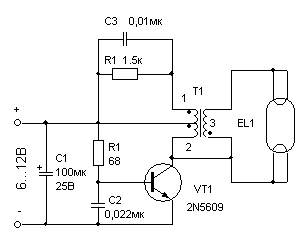 C3 0,01мк
R1 1.5к
T1
1
+
3
EL1
6...12В
+
C1
100мк
25В
R1
68
2
VT1
2N5609
C2
0,022мк
-